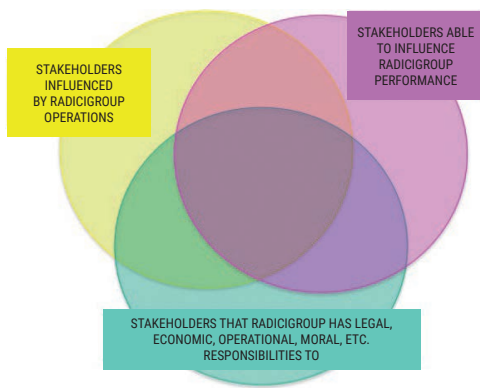 STAKEHOLDERS
INFLUENCED
BY RADICIGROUP
OPERATIONS
STAKEHOLDERS ABLE
TO INFLUENCE
RADICIGROUP
PERFORMANCE
STAKEHOLDERS THAT RADICIGROUP HAS LEGAL,
ECONOMIC, OPERATIONAL, MORAL, ETC.
RESPONSIBILITIES TO